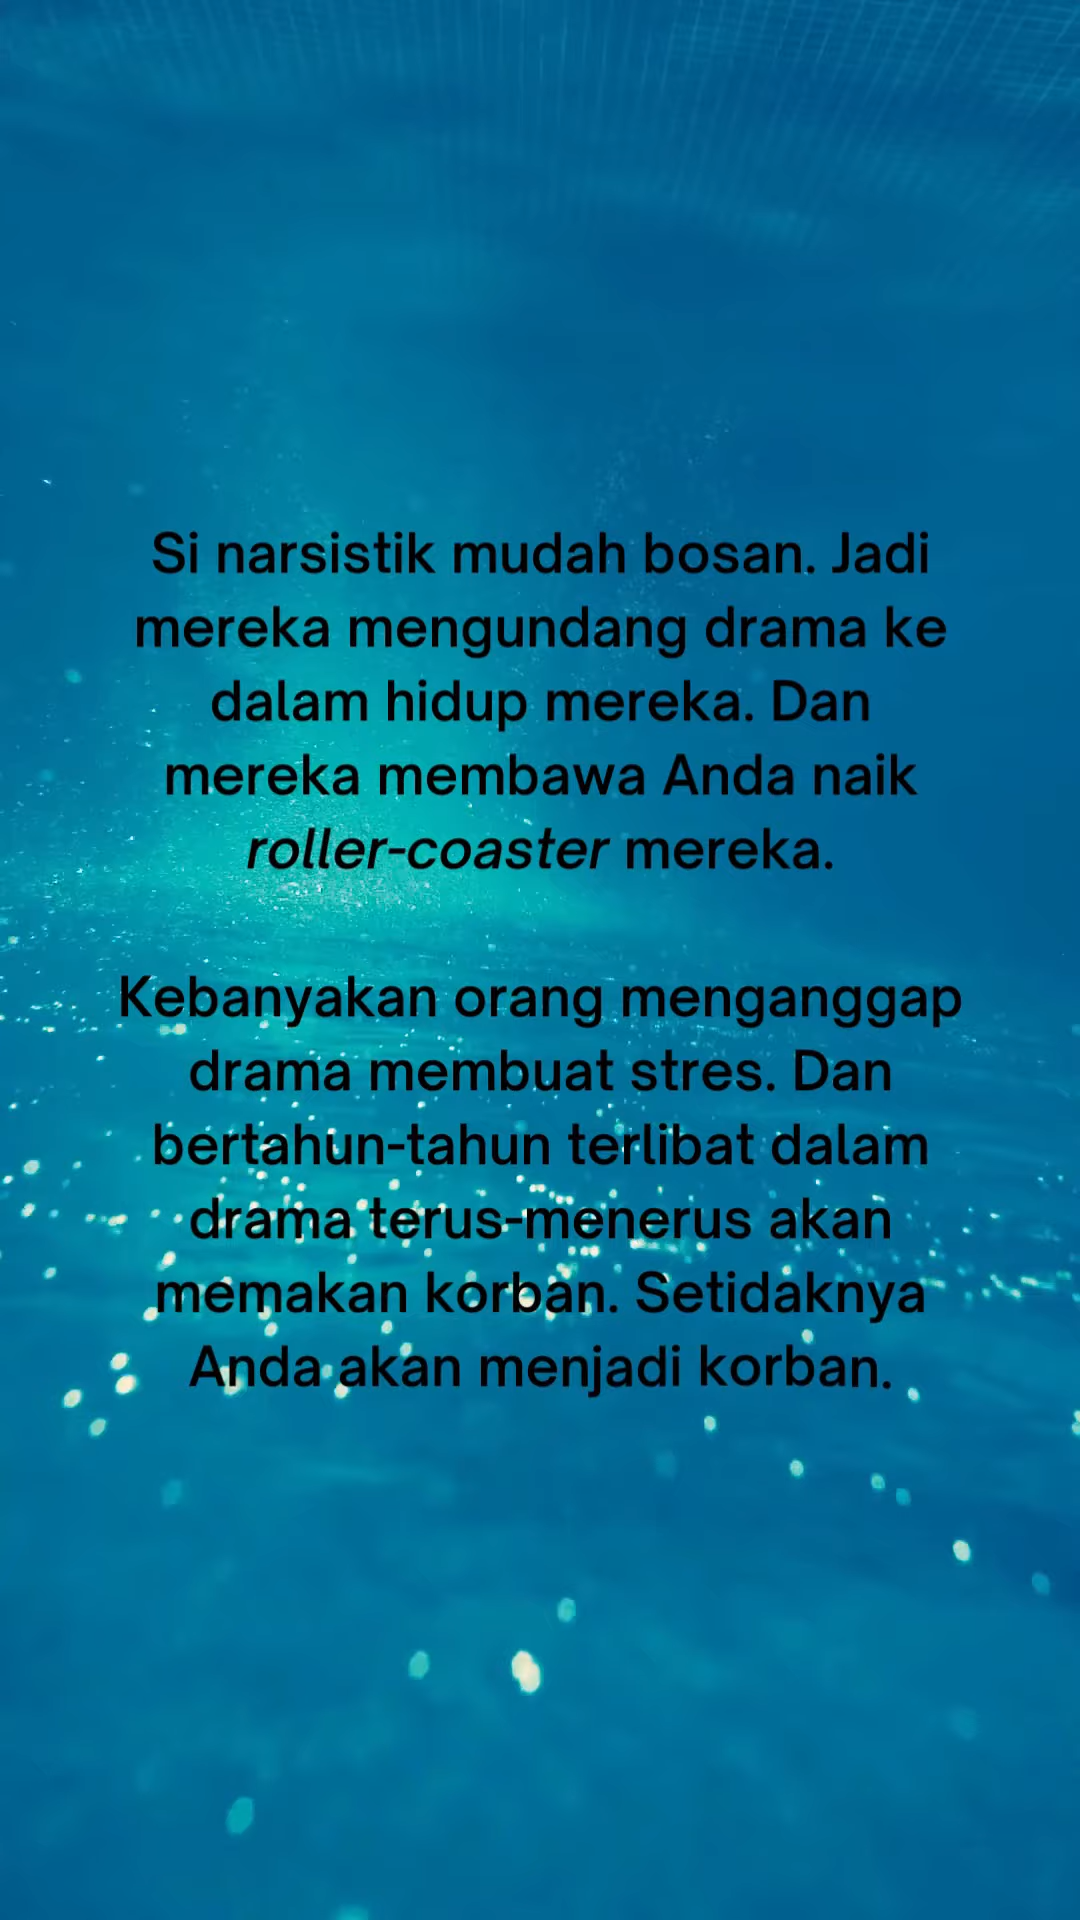 Si narsistik mudah bosan. Jadi
mereka mengundang drama ke
dalam hidup mereka. Dan
mereka membawa Anda naik
roller-coaster mereka.
Kebanyakan orang menganggap
drama membuat stres. Dan
bertahun-tahun terlibat dalam
drama terus-menerus akan
memakan korban. Setidaknya
Anda akan menjadi korban.